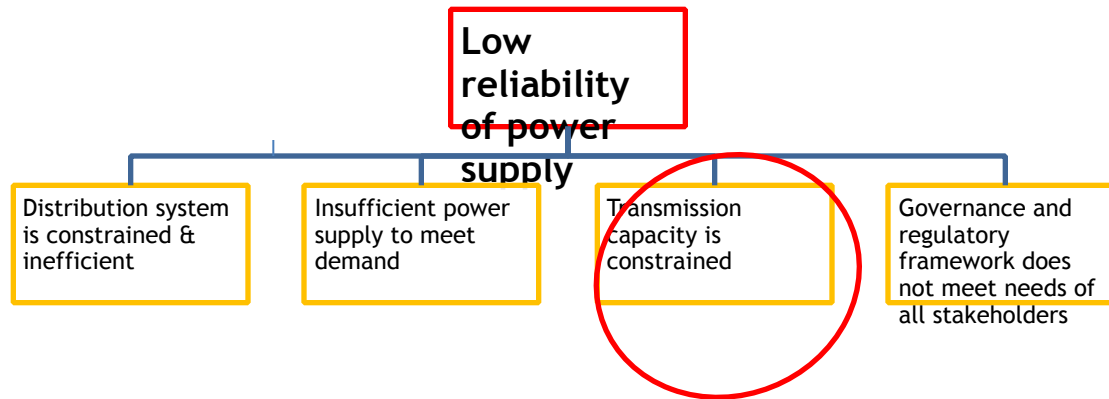 Low
reliability
of power
supply
Distribution system
is constrained &
inefficient
Insufficient power
supply to meet
demand
Transmission
capacity is
constrained
Governance and
regulatory
framework does
not meet needs of
all stakeholders